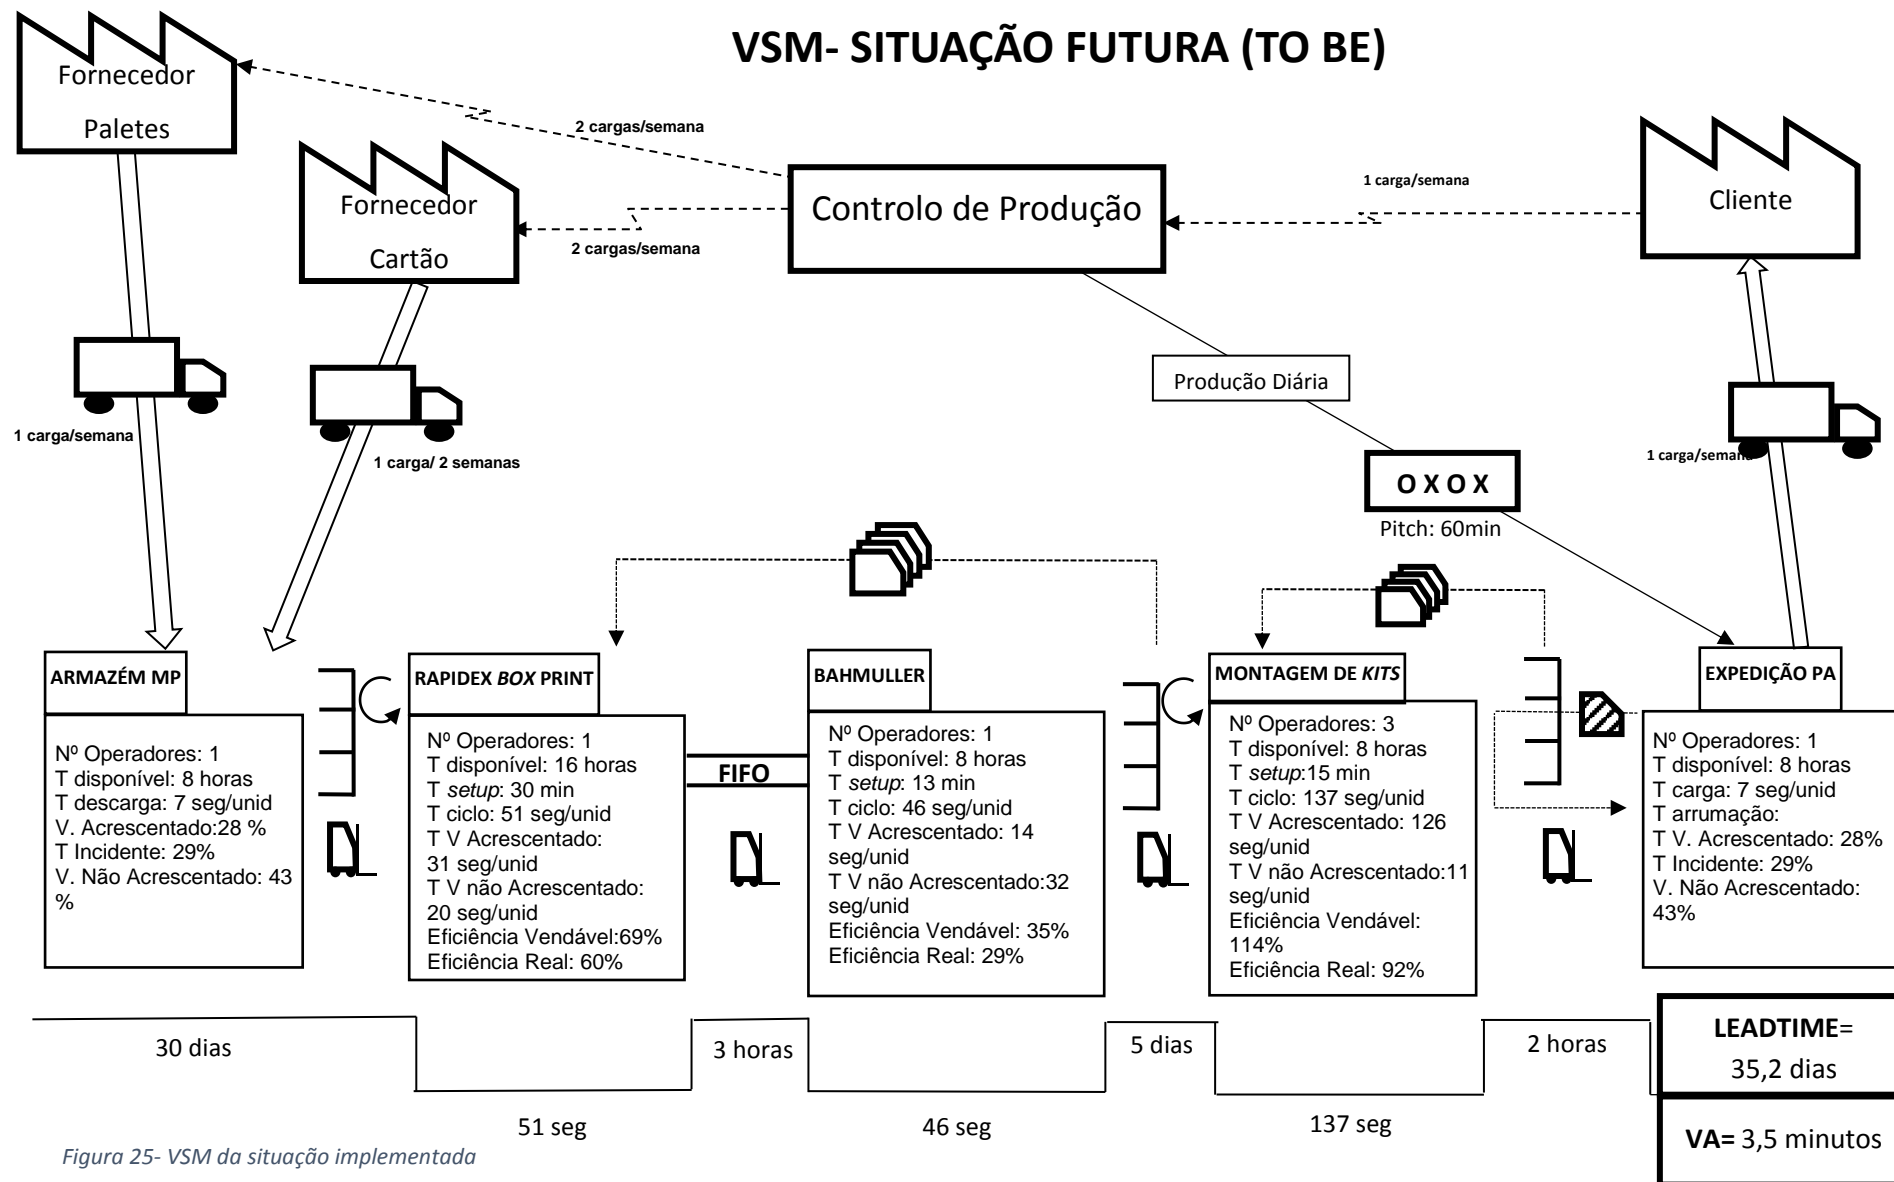 VSM- SITUAÇÃO FUTURA (TO BE)
Fornecedor
Paletes
2 cargas/semana
Fornecedor
Cartão
2 cargas/semana
Controlo de Produção
1 carga/semana
Cliente
1 carga/semana
1 carga/ 2 semanas
Produção Diária
O X O X
Pitch: 60min
1 carga/semana
ARMAZÉM MP
Nº Operadores: 1
T disponível: 8 horas
T descarga: 7 seg/unid
V. Acrescentado:28 %
T Incidente: 29%
V. Não Acrescentado: 43
%
RAPIDEX BOX PRINT
Nº Operadores: 1
T disponível: 16 horas
T setup: 30 min
T ciclo: 51 seg/unid
T V Acrescentado:
31 seg/unid
T V não Acrescentado:
20 seg/unid
Eficiência Vendável:69%
Eficiência Real: 60%
FIFO
BAHMULLER
Nº Operadores: 1
T disponível: 8 horas
T setup: 13 min
T ciclo: 46 seg/unid
T V Acrescentado: 14
seg/unid
T V não Acrescentado:32
seg/unid
Eficiência Vendável: 35%
Eficiência Real: 29%
MONTAGEM DE KITS
Nº Operadores: 3
T disponível: 8 horas
T setup:15 min
T ciclo: 137 seg/unid
T V Acrescentado: 126
seg/unid
T V não Acrescentado:11
seg/unid
Eficiência Vendável:
114%
Eficiência Real: 92%
EXPEDIÇÃO PA
Nº Operadores: 1
T disponível: 8 horas
T carga: 7 seg/unid
T arrumação:
T V. Acrescentado: 28%
T Incidente: 29%
V. Não Acrescentado:
43%
30 dias
51 seg
3 horas
46 seg
5 dias
137 seg
2 horas
LEADTIME=
35,2 dias
VA= 3,5 minutos
Figura 25- VSM da situação implementada